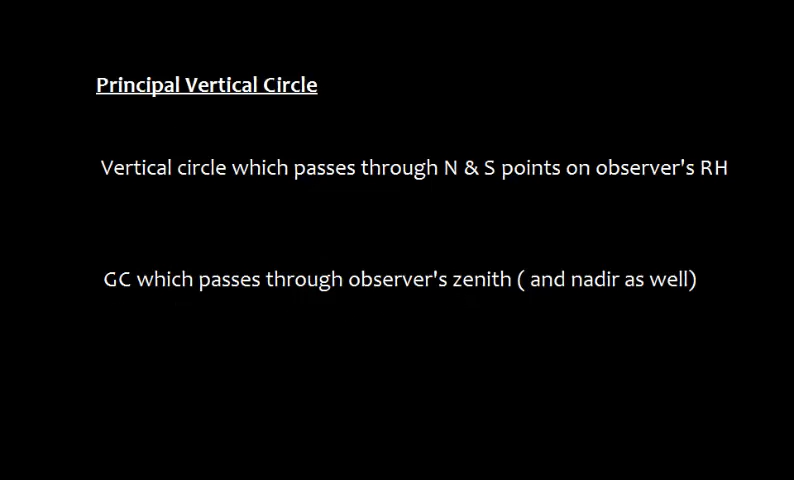 Principal Vertical Circle
Vertical circle which passes through N & S points on observer's RH
GC which passes through observer's zenith ( and nadir as well)